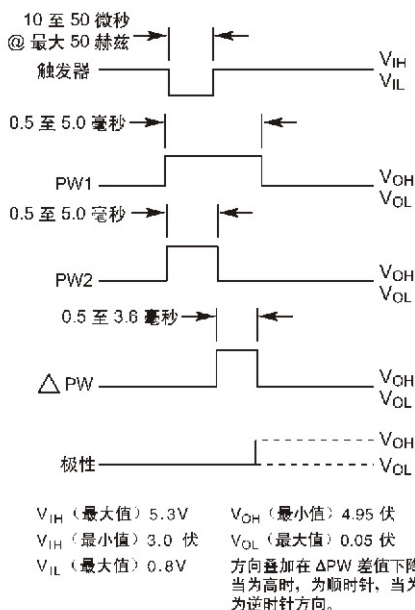 10 至 50 微秒
@ 最大 50 赫兹
触发器
VIH
VIL
0.5 至 5.0 毫秒
PW1
VOH
VOL
0.5 至 5.0 毫秒
PW2
VOH
VOL
0.5 至 3.6 毫秒
△ PW
VOH
VOL
极性
VOH
VOL
VIH（最大值）5.3V
VOH（最小值）4.95 伏
VIH（最小值）3.0 伏
VOL（最大值）0.05 伏
VIL（最大值）0.8V
方向叠加在 ΔPW 差值下降
当为高时，为顺时针，当为
为逆时针方向。